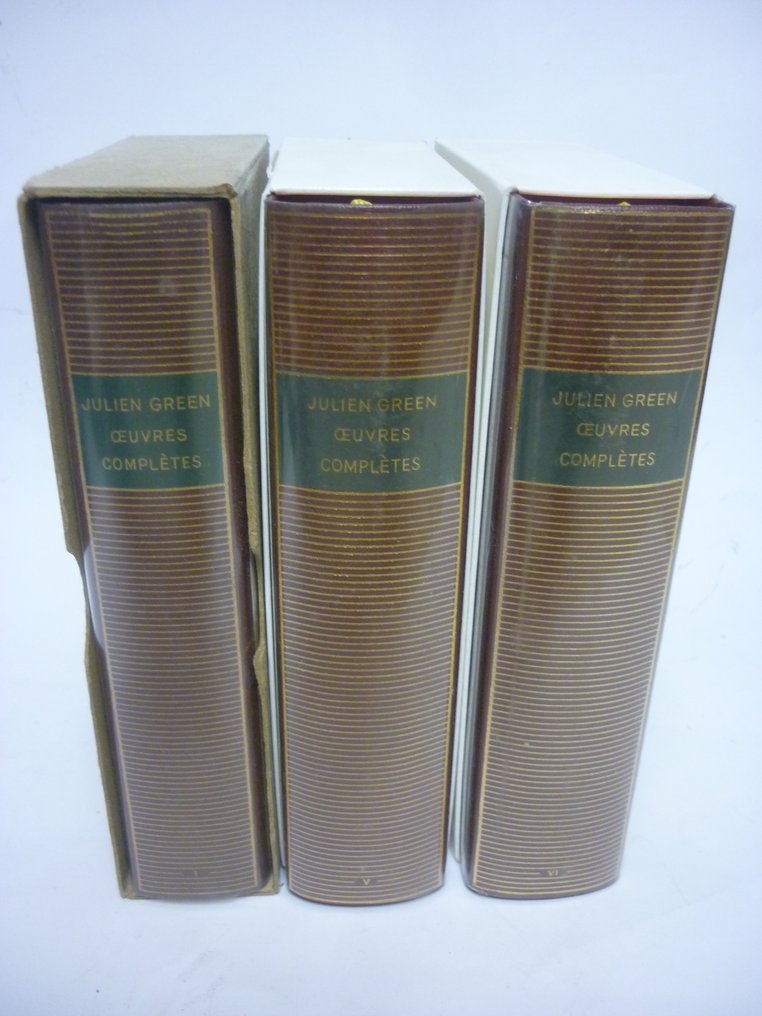 JULIEN GREEN
ŒUVRES
COMPLÈTES
I
JULIEN GREEN
ŒUVRES
COMPLÈTES
V
JULIEN GREEN
ŒUVRES
COMPLÈTES
VI